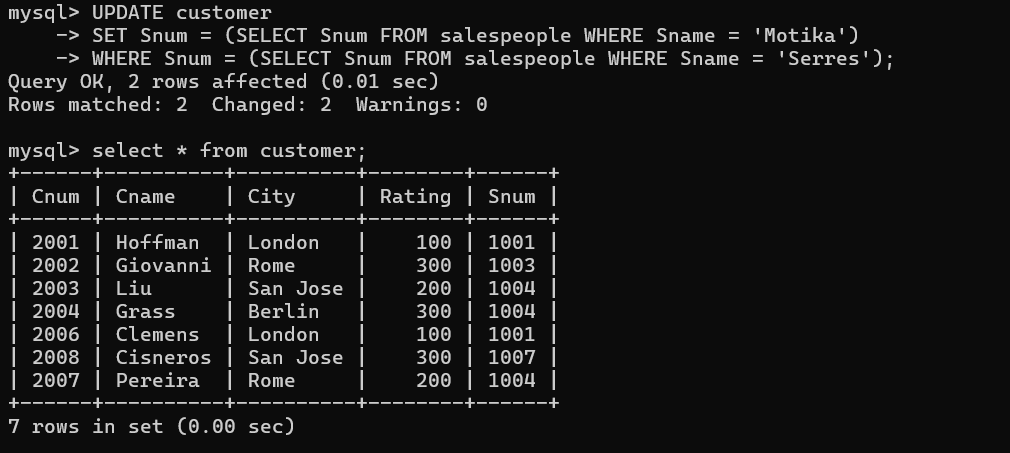 mysql> UPDATE customer
    -> SET Snum = (SELECT Snum FROM salespeople WHERE Sname = 'Motika')
    -> WHERE Snum = (SELECT Snum FROM salespeople WHERE Sname = 'Serres');
Query OK, 2 rows affected (0.01 sec)
Rows matched: 2  Changed: 2  Warnings: 0

mysql> select * from customer;
+------+----------+----------+--------+------+
| Cnum | Cname    | City     | Rating | Snum |
+------+----------+----------+--------+------+
| 2001 | Hoffman  | London   |    100 | 1001 |
| 2002 | Giovanni | Rome     |    300 | 1003 |
| 2003 | Liu      | San Jose |    200 | 1004 |
| 2004 | Grass    | Berlin   |    300 | 1004 |
| 2006 | Clemens  | London   |    100 | 1001 |
| 2008 | Cisneros | San Jose |    300 | 1007 |
| 2007 | Pereira  | Rome     |    200 | 1004 |
+------+----------+----------+--------+------+
7 rows in set (0.00 sec)